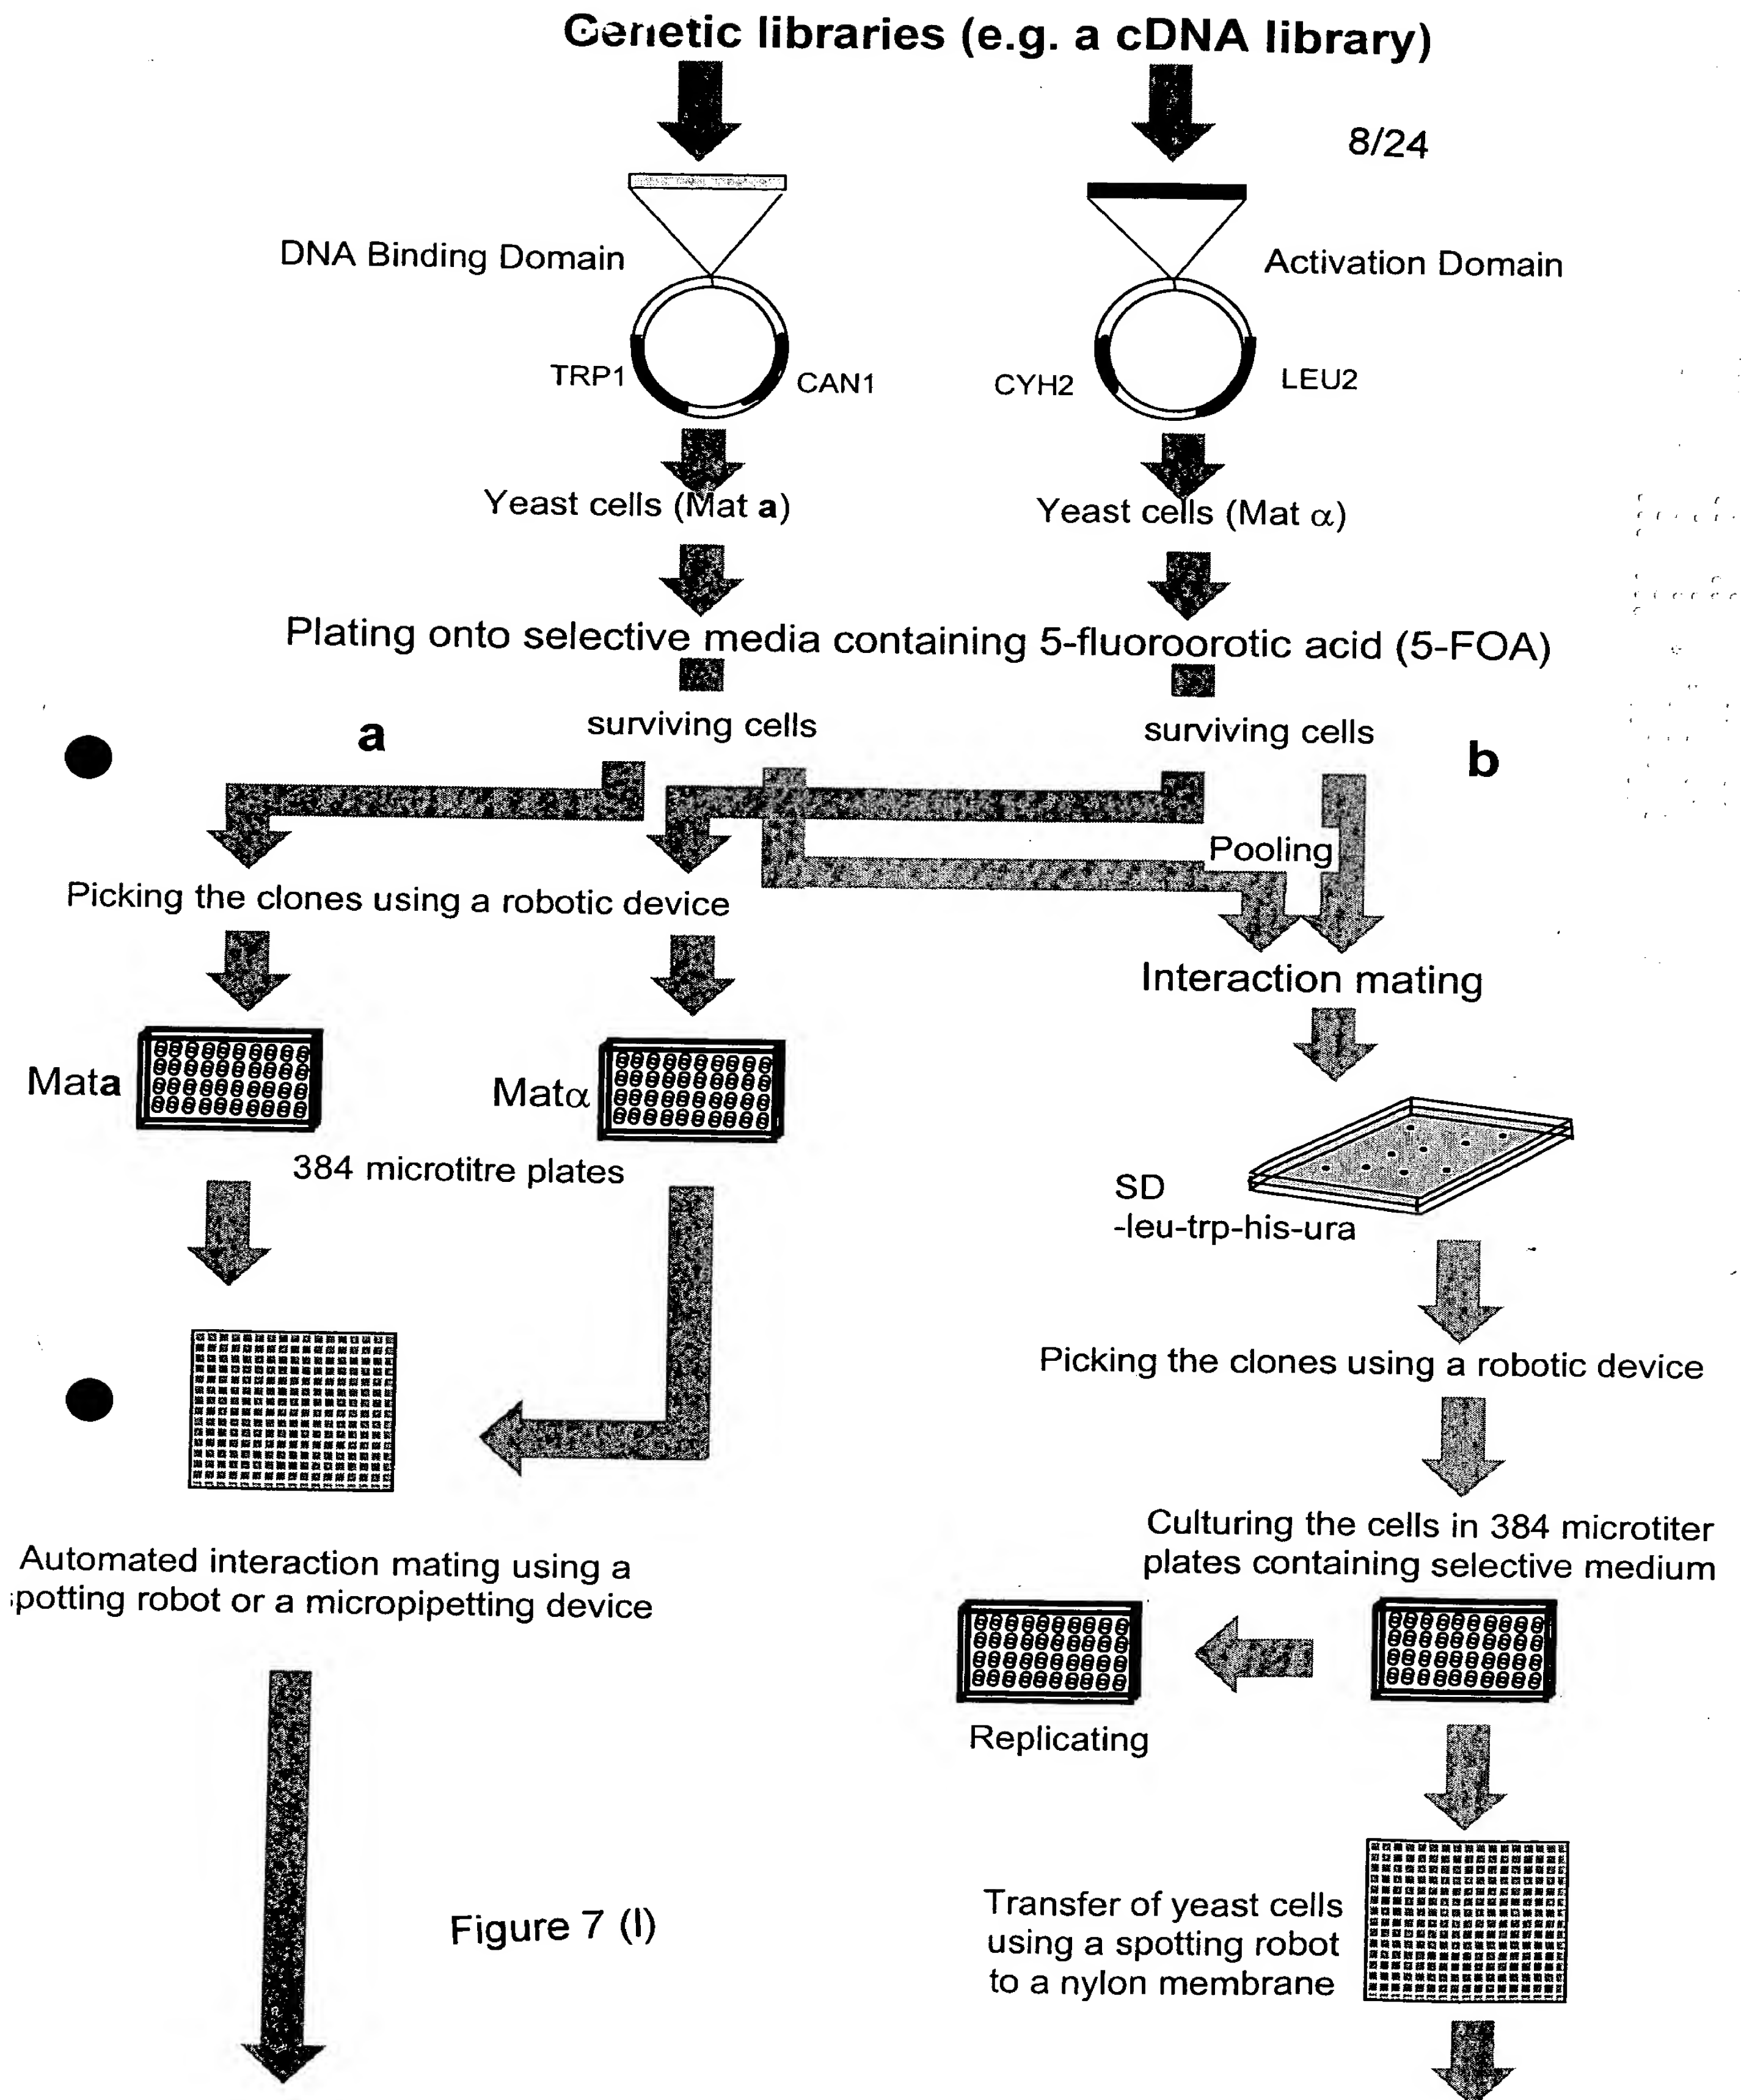 Genetic libraries (e.g. a cDNA library)
8/24
DNA Binding Domain
Activation Domain
TRP1
CAN1
CYH2
LEU2
Yeast cells (Mat a)
Yeast cells (Mat α)
Plating onto selective media containing 5-fluoroorotic acid (5-FOA)
surviving cells
surviving cells
a
b
Pooling
Picking the clones using a robotic device
Interaction mating
Mata
Matα
384 microtitre plates
SD
-leu-trp-his-ura
Picking the clones using a robotic device
Culturing the cells in 384 microtiter
plates containing selective medium
Automated interaction mating using a
potting robot or a micropipetting device
Replicating
Transfer of yeast cells
using a spotting robot
to a nylon membrane
Figure 7 (I)